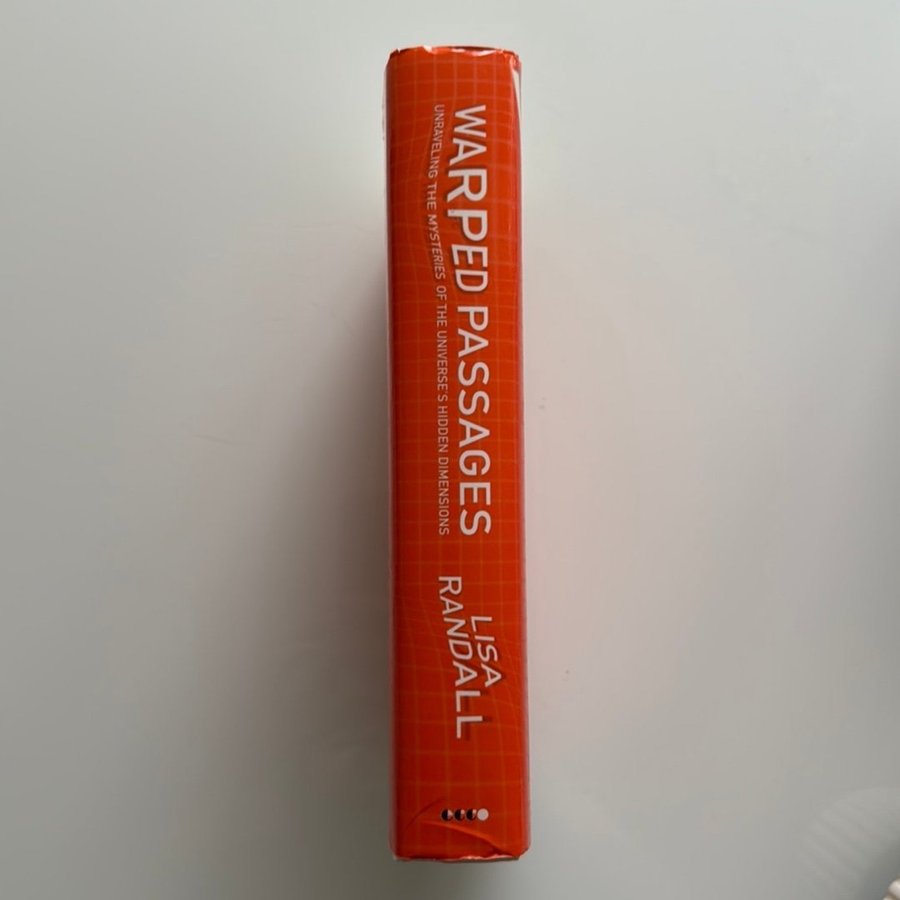 WARPED PASSAGES
UNRAVELING THE MYSTERIES OF THE UNIVERSE'S HIDDEN DIMENSIONS
LISA
RANDALL